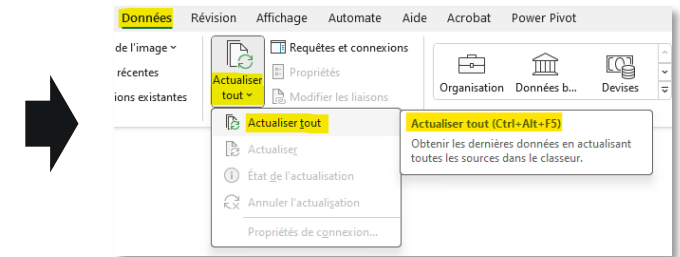 Données Révision Affichage Automate Aide Acrobat Power Pivot
de l'image
récentes
ions existantes
Actualiser
tout
Requêtes et connexions
Propriétés
Modifier les liaisons
Organisation Données b... Devises
Actualiser tout
Actualiser
État de l'actualisation
Annuler l'actualisation
Propriétés de connexion...
Actualiser tout (Ctrl+Alt+F5)
Obtenir les dernières données en actualisant
toutes les sources dans le classeur.